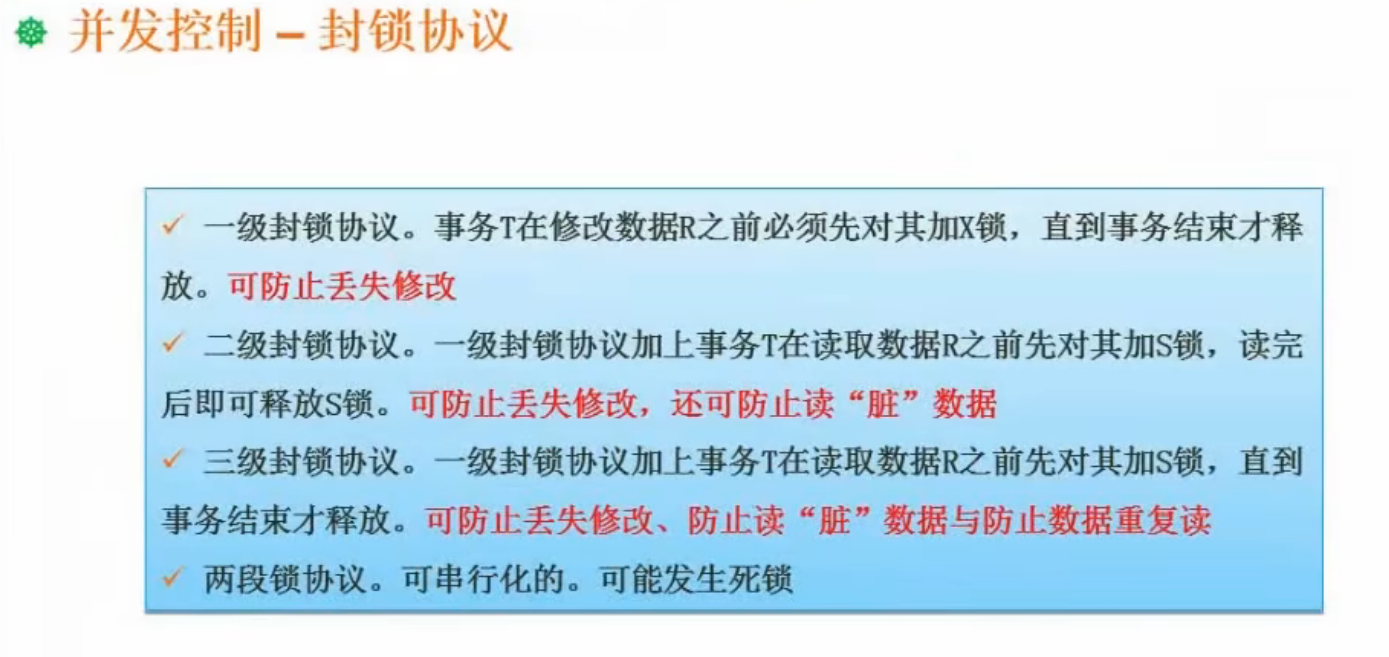 并发控制 – 封锁协议
✓ 一级封锁协议。事务T在修改数据R之前必须先对其加X锁，直到事务结束才释
放。可防止丢失修改
✓ 二级封锁协议。一级封锁协议加上事务T在读取数据R之前先对其加S锁，读完
后即可释放S锁。可防止丢失修改，还可防止读“脏”数据
✓ 三级封锁协议。一级封锁协议加上事务T在读取数据R之前先对其加S锁，直到
事务结束才释放。可防止丢失修改、防止读“脏”数据与防止数据重复读
✓ 两段锁协议。可串行化的。可能发生死锁